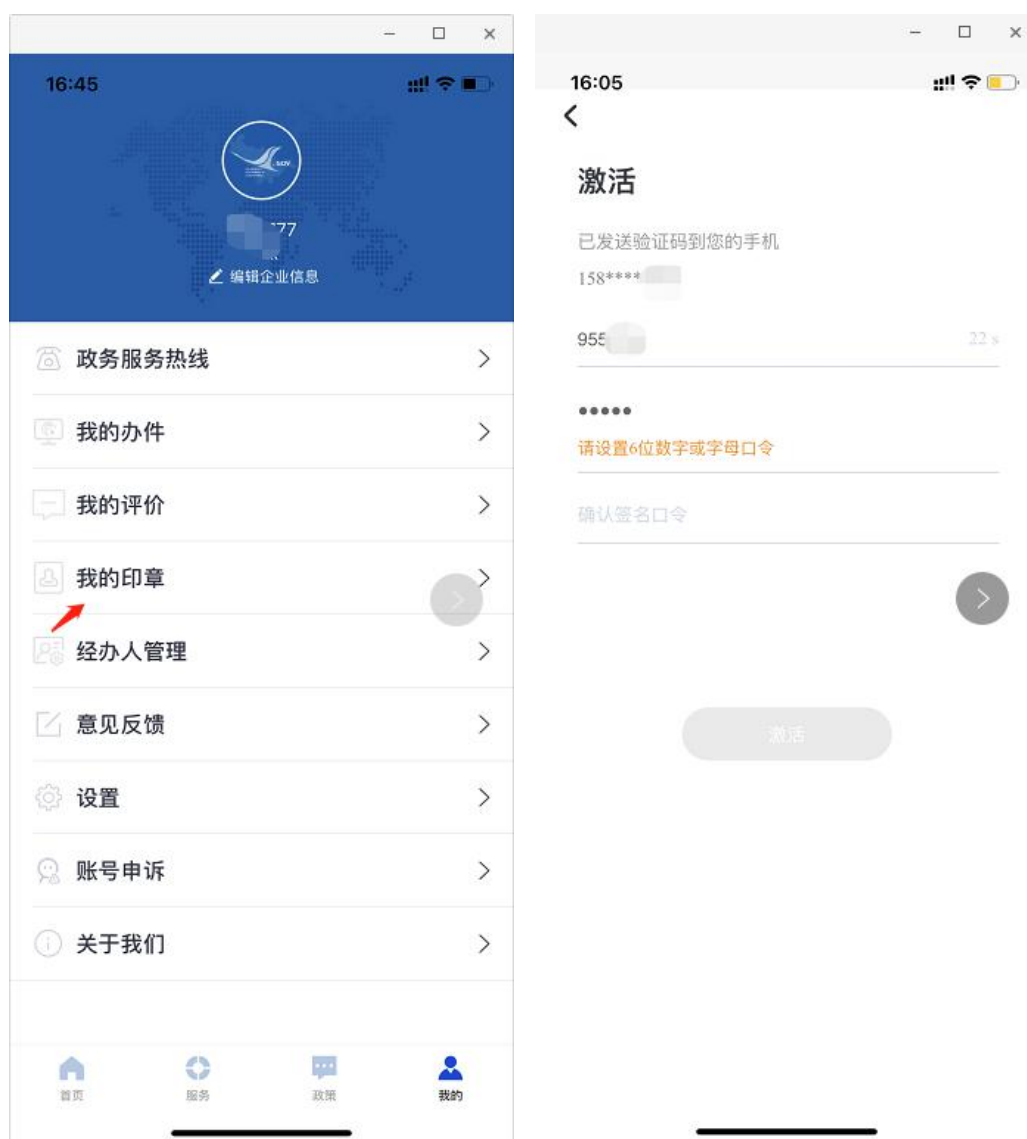 16:45
77
编辑企业信息
政务服务热线
我的办件
我的评价
我的印章
经办人管理
意见反馈
设置
账号申诉
关于我们
首页
服务
政策
我的
16:05
激活
已发送验证码到您的手机
158****
955
22 s
•••••
请设置6位数字或字母口令
确认签名口令
激活